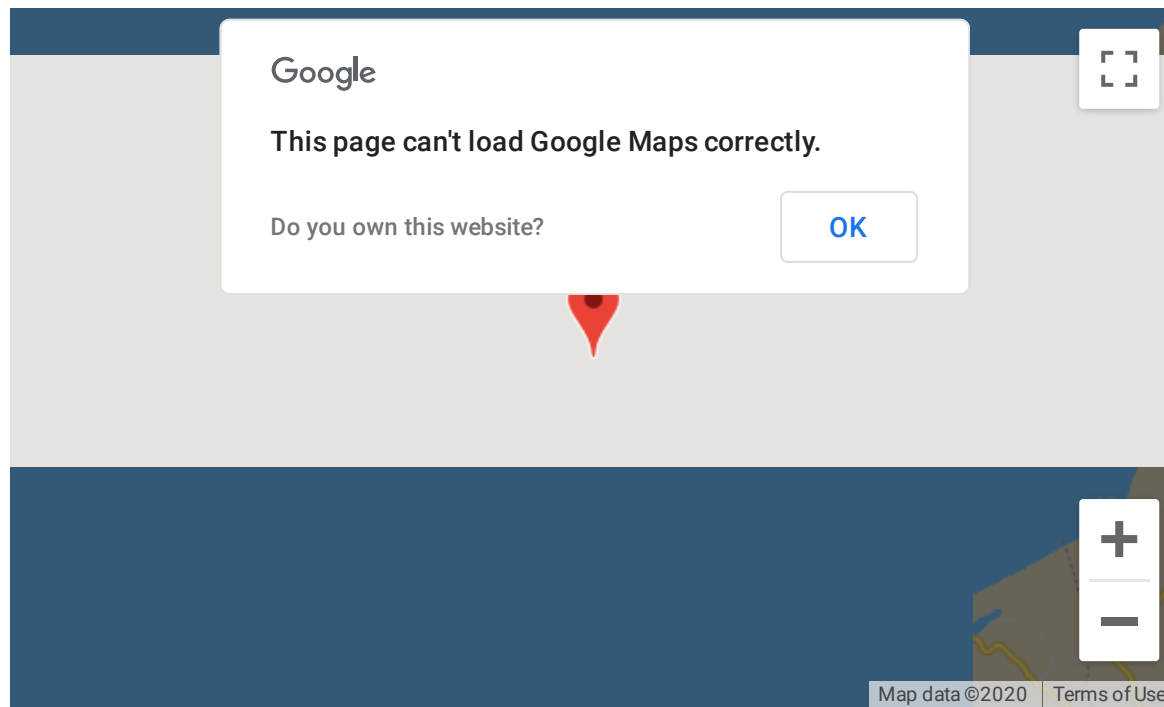 Google
This page can't load Google Maps correctly.
Do you own this website?
OK
Map data ©2020
Terms of Use